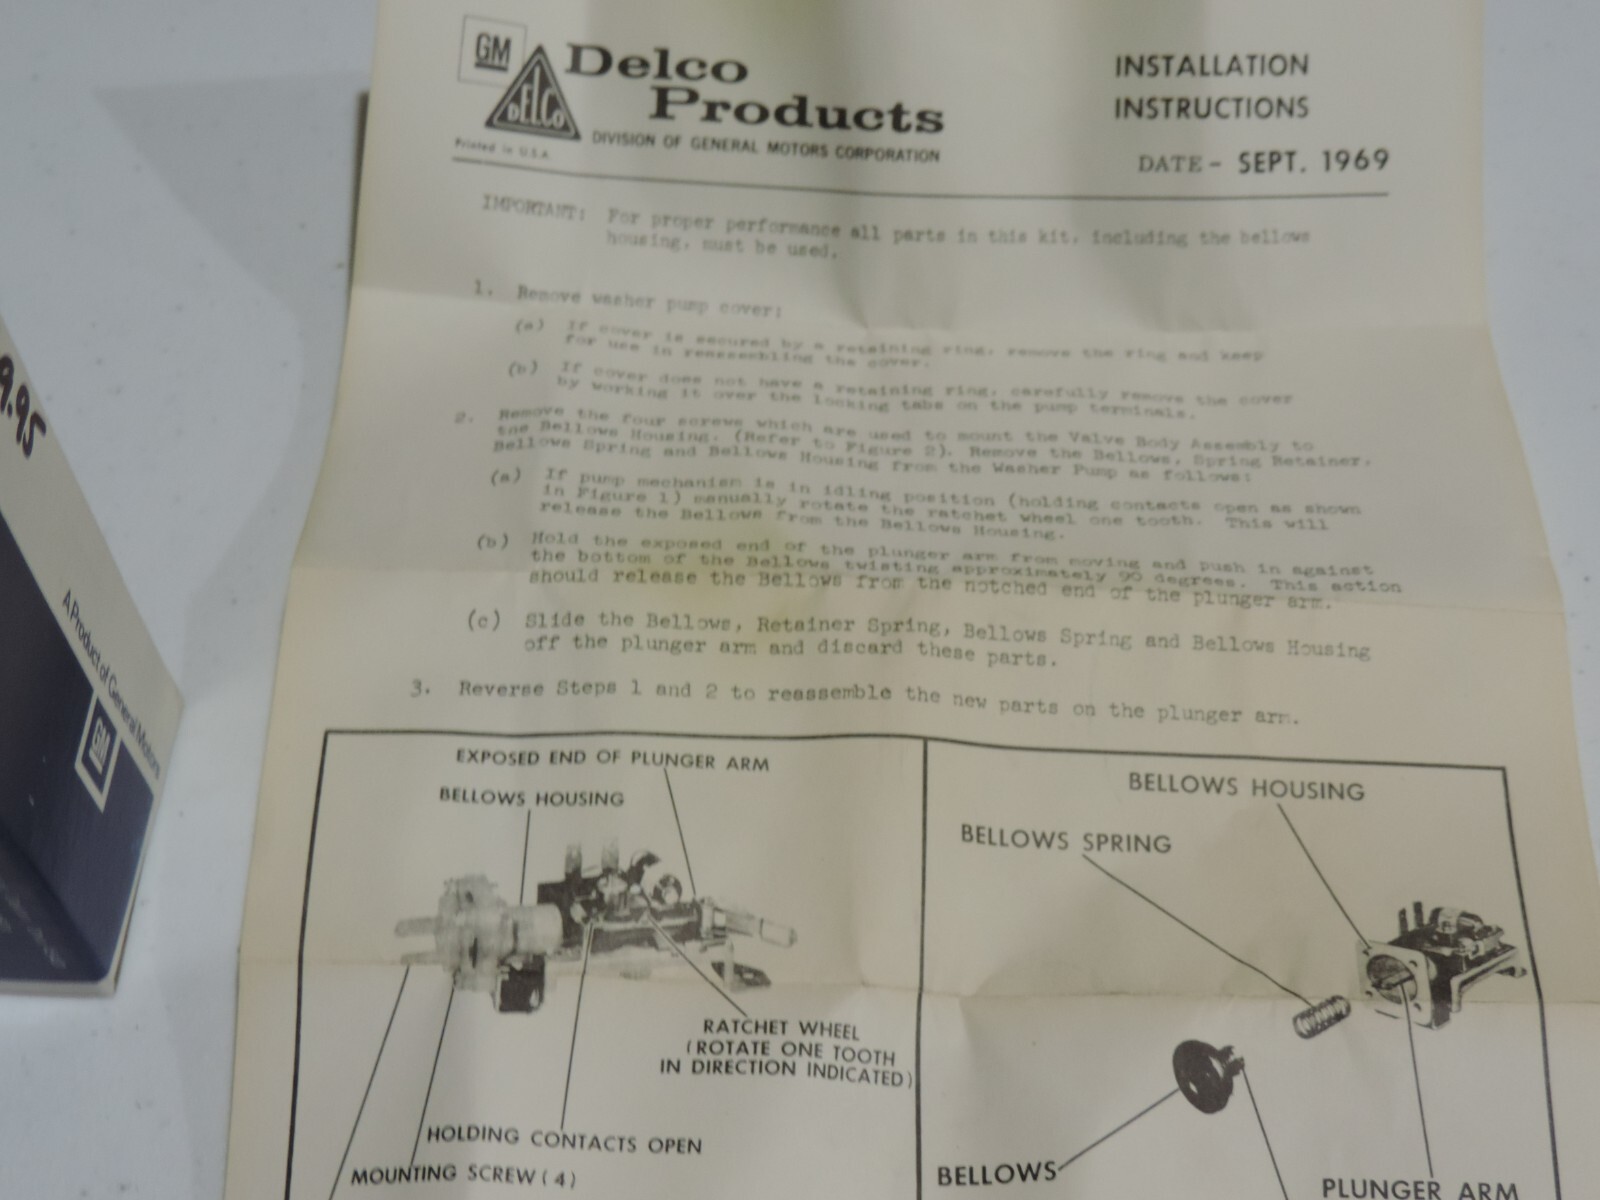 9.95
A Product of General Motors
GM
GM
DELCO
Delco
Products
DIVISION OF GENERAL MOTORS CORPORATION
Printed in U.S.A.
INSTALLATION
INSTRUCTIONS
DATE - SEPT. 1969
IMPORTANT: For proper performance all parts in this kit, including the bellows
housing, must be used.
1. Remove washer pump cover:
(a) If cover is secured by a retaining ring, remove the ring and keep
for use in reassembling the cover.
(b) If cover does not have a retaining ring, carefully remove the cover
by working it over the locking tabs on the pump terminals.
2. Remove the four screws which are used to mount the Valve Body Assembly to
the Bellows Housing. (Refer to Figure 2). Remove the Bellows, Spring Retainer,
Bellows Spring and Bellows Housing from the Washer Pump as follows:
(a) If pump mechanism is in idling position (holding contacts open as shown
in Figure 1) manually rotate the ratchet wheel one tooth. This will
release the Bellows from the Bellows Housing.
(b) Hold the exposed end of the plunger arm from moving and push in against
the bottom of the Bellows twisting approximately 90 degrees. This action
should release the Bellows from the notched end of the plunger arm.
(c) Slide the Bellows, Retainer Spring, Bellows Spring and Bellows Housing
off the plunger arm and discard these parts.
3. Reverse Steps 1 and 2 to reassemble the new parts on the plunger arm.
EXPOSED END OF PLUNGER ARM
BELLOWS HOUSING
RATCHET WHEEL
(ROTATE ONE TOOTH
IN DIRECTION INDICATED)
HOLDING CONTACTS OPEN
MOUNTING SCREW (4)
BELLOWS HOUSING
BELLOWS SPRING
BELLOWS
PLUNGER ARM